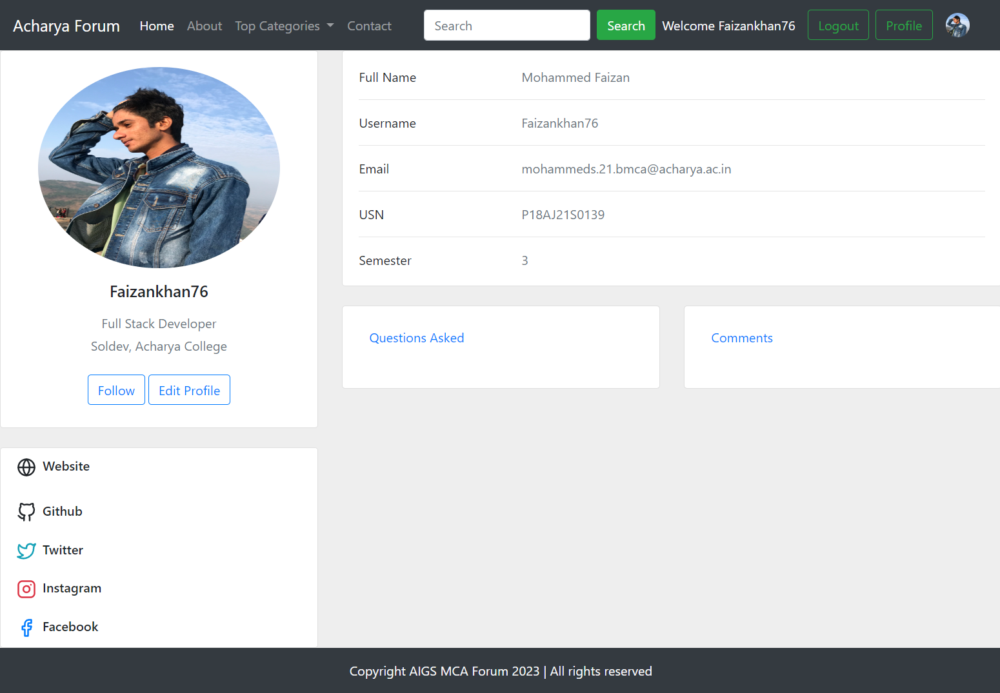 Acharya Forum Home About Top Categories Contact Search Search Welcome Faizankhan76 Logout Profile
Faizankhan76
Full Stack Developer
Soldev, Acharya College
Follow Edit Profile
Website
Github
Twitter
Instagram
Facebook
Full Name Mohammed Faizan
Username Faizankhan76
Email mohammeds.21.bmca@acharya.ac.in
USN P18AJ21S0139
Semester 3
Questions Asked Comments
Copyright AIGS MCA Forum 2023 | All rights reserved